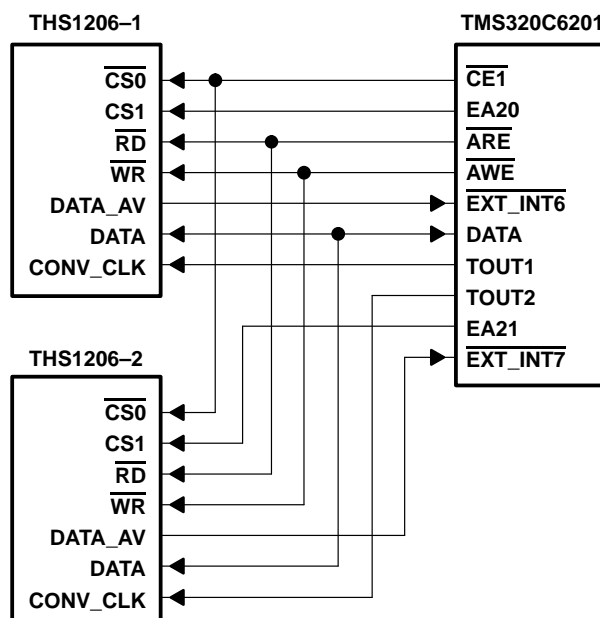 THS1206–1
CS0
CS1
RD
WR
DATA_AV
DATA
CONV_CLK
TMS320C6201
CE1
EA20
ARE
AWE
EXT_INT6
DATA
TOUT1
TOUT2
EA21
EXT_INT7
THS1206–2
CS0
CS1
RD
WR
DATA_AV
DATA
CONV_CLK